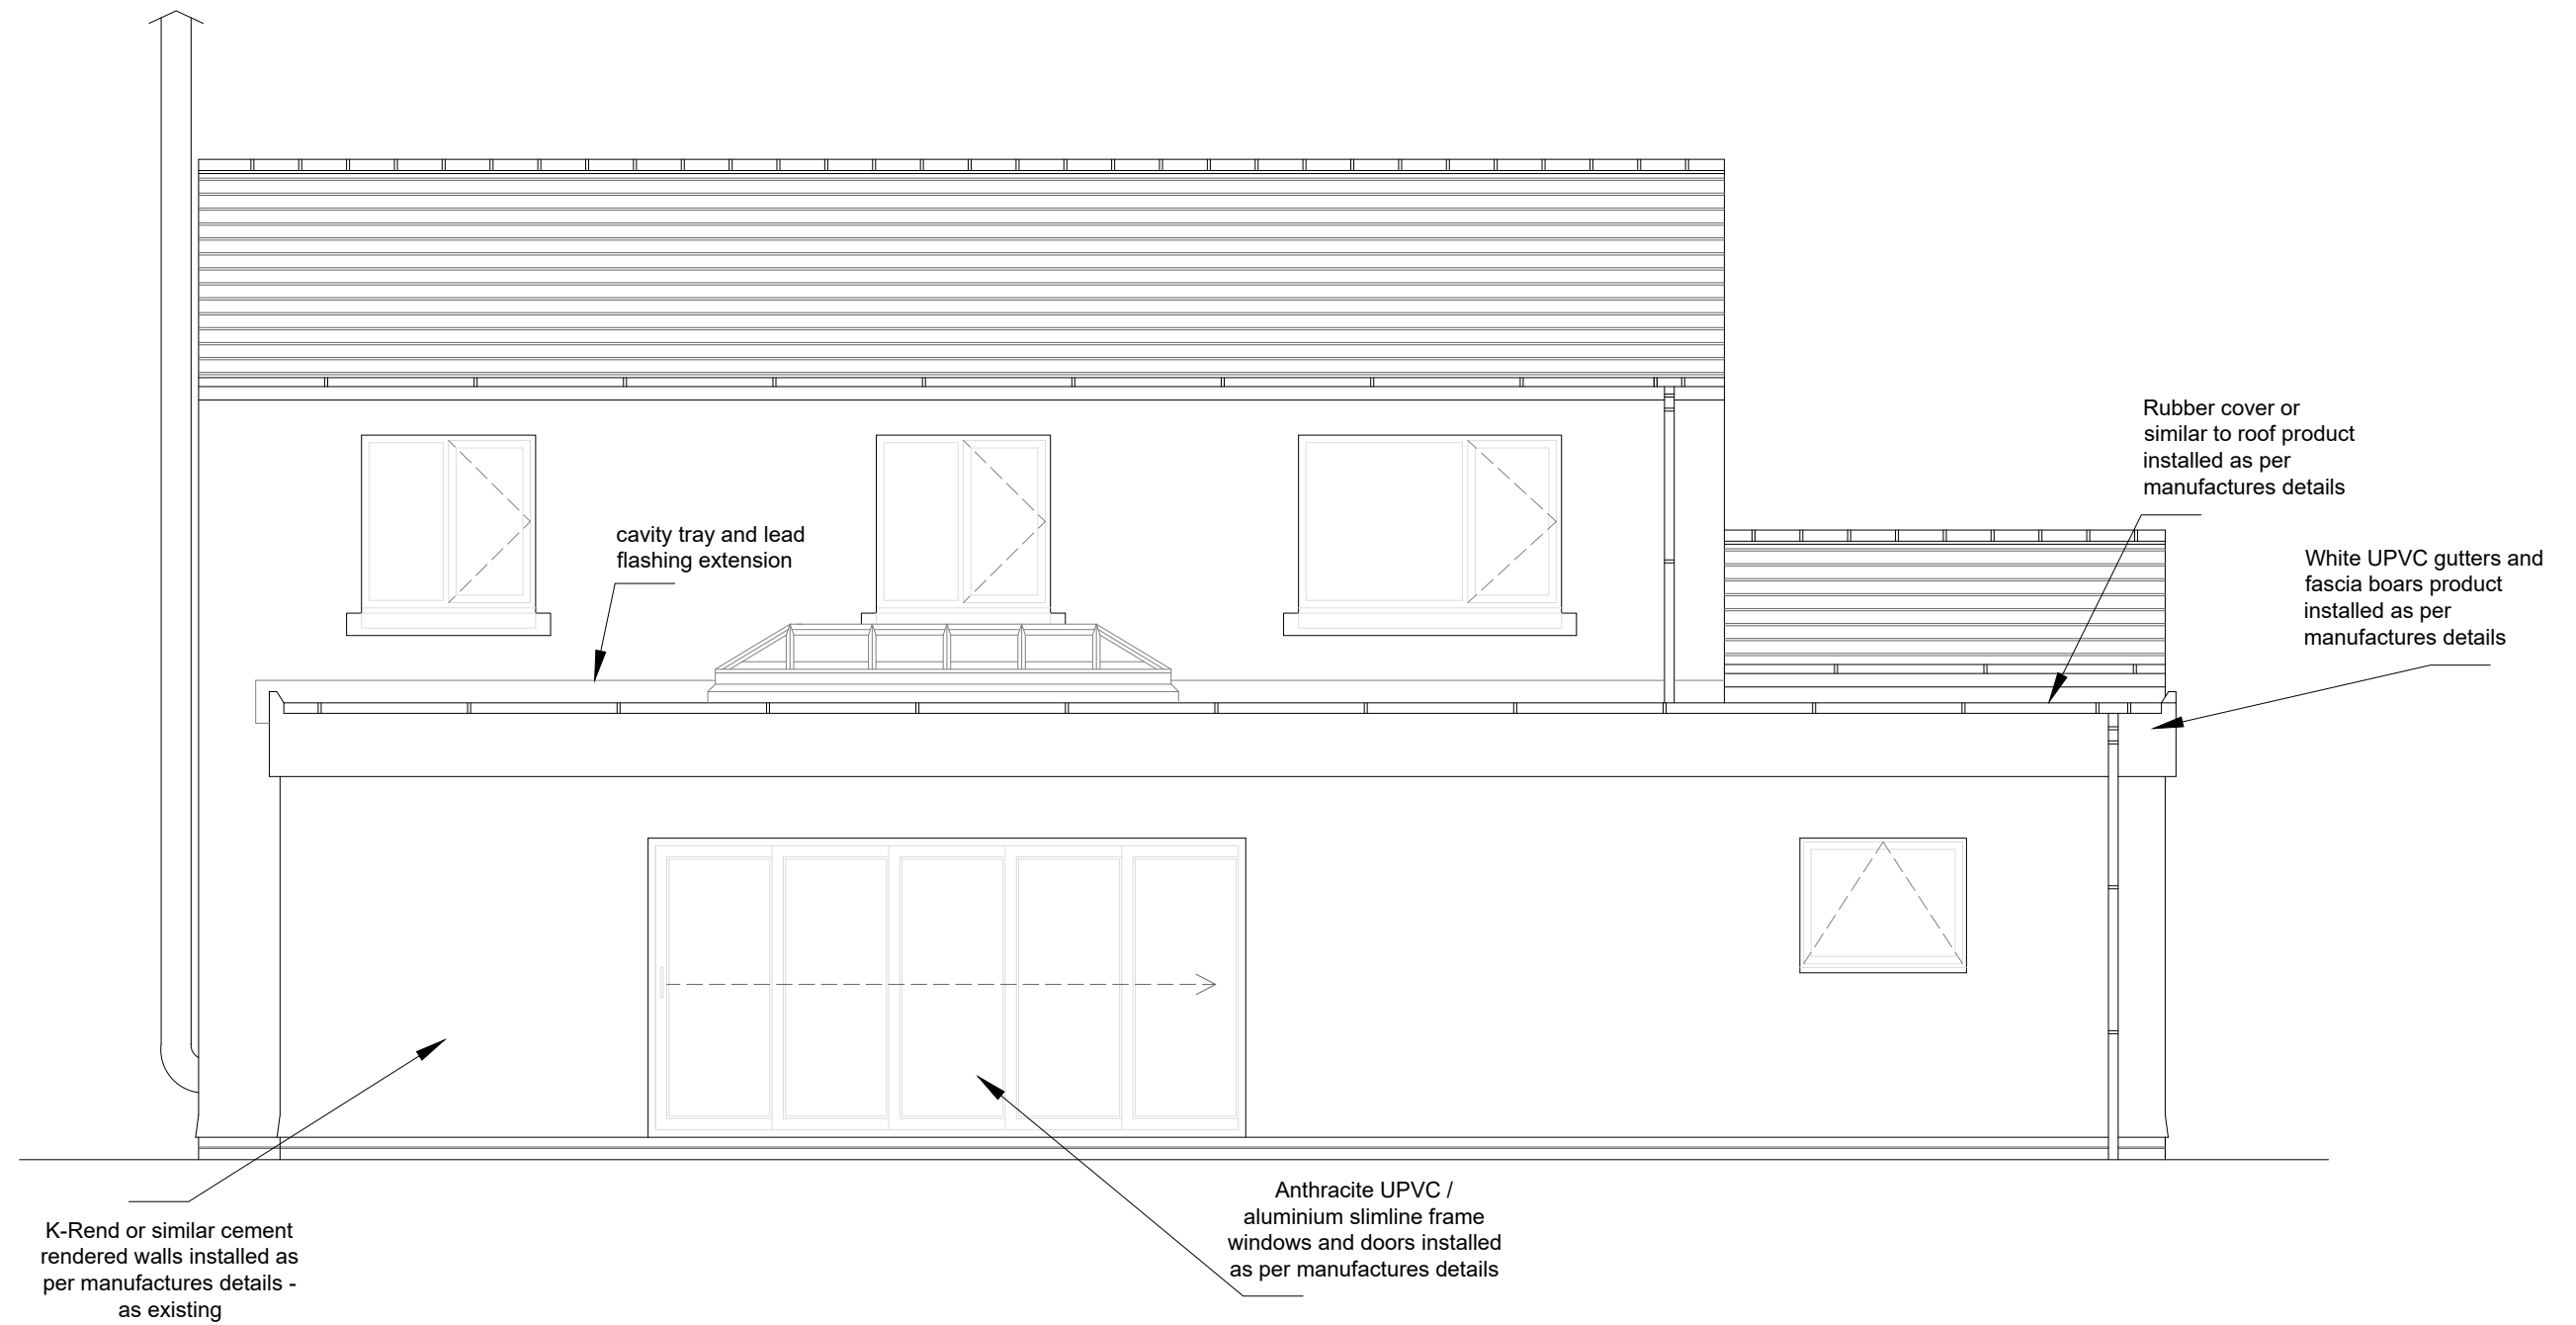 Rubber cover or
similar to roof product
installed as per
manufactures details
cavity tray and lead
flashing extension
White UPVC gutters and
fascia boars product
installed as per
manufactures details
Anthracite UPVC /
aluminium slimline frame
windows and doors installed
as per manufactures details
K-Rend or similar cement
rendered walls installed as
per manufactures details -
as existing